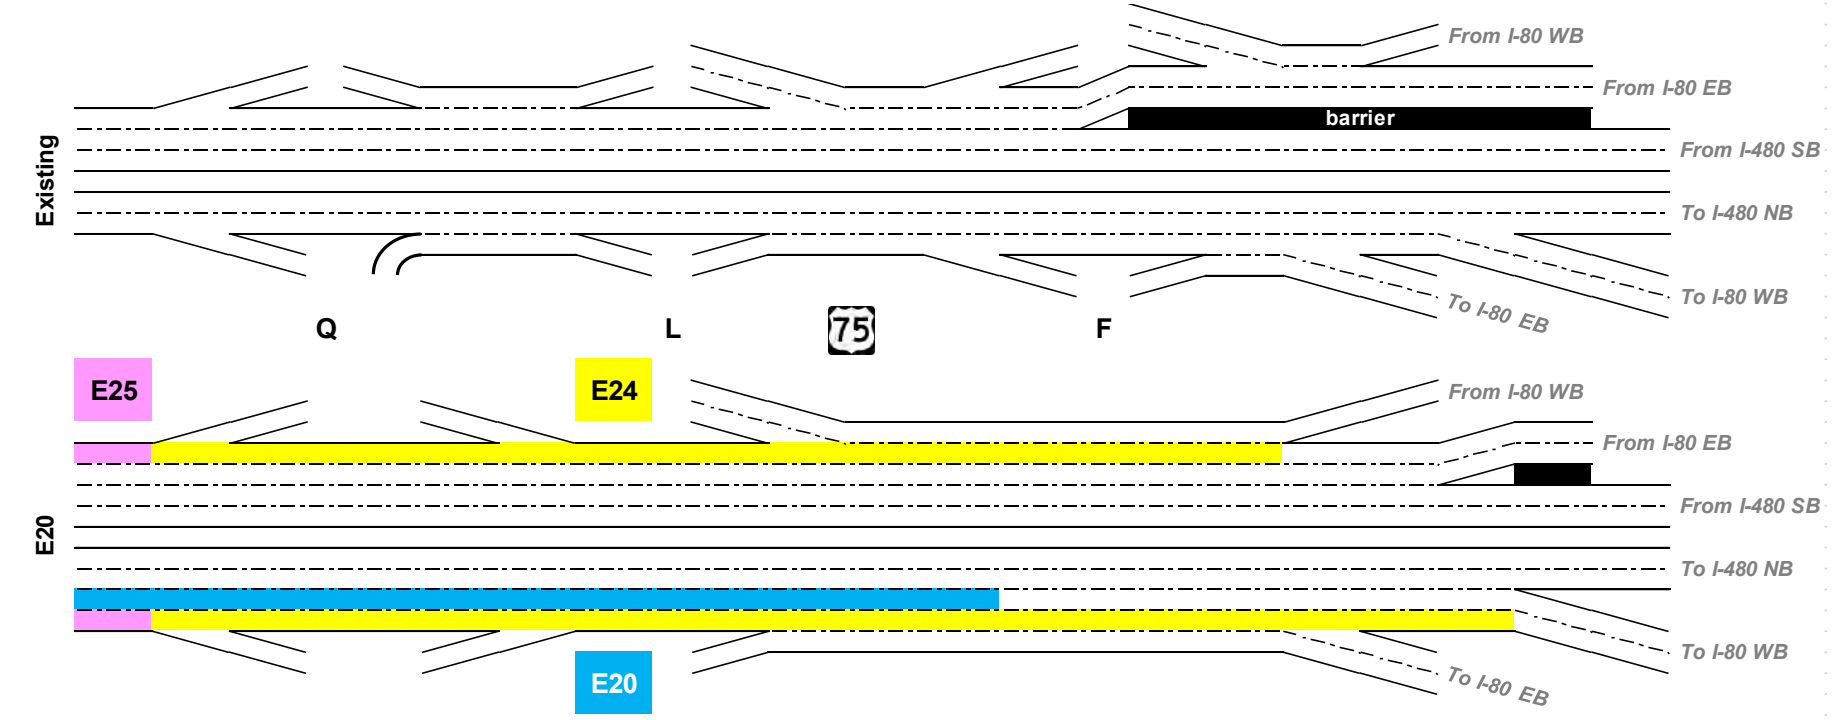 From I-80 WB
From I-80 EB
barrier
Existing
From I-480 SB
To I-480 NB
To I-80 WB
To I-80 EB
Q
L
75
F
E25
E24
From I-80 WB
From I-80 EB
From I-480 SB
E20
To I-480 NB
To I-80 WB
E20
To I-80 EB